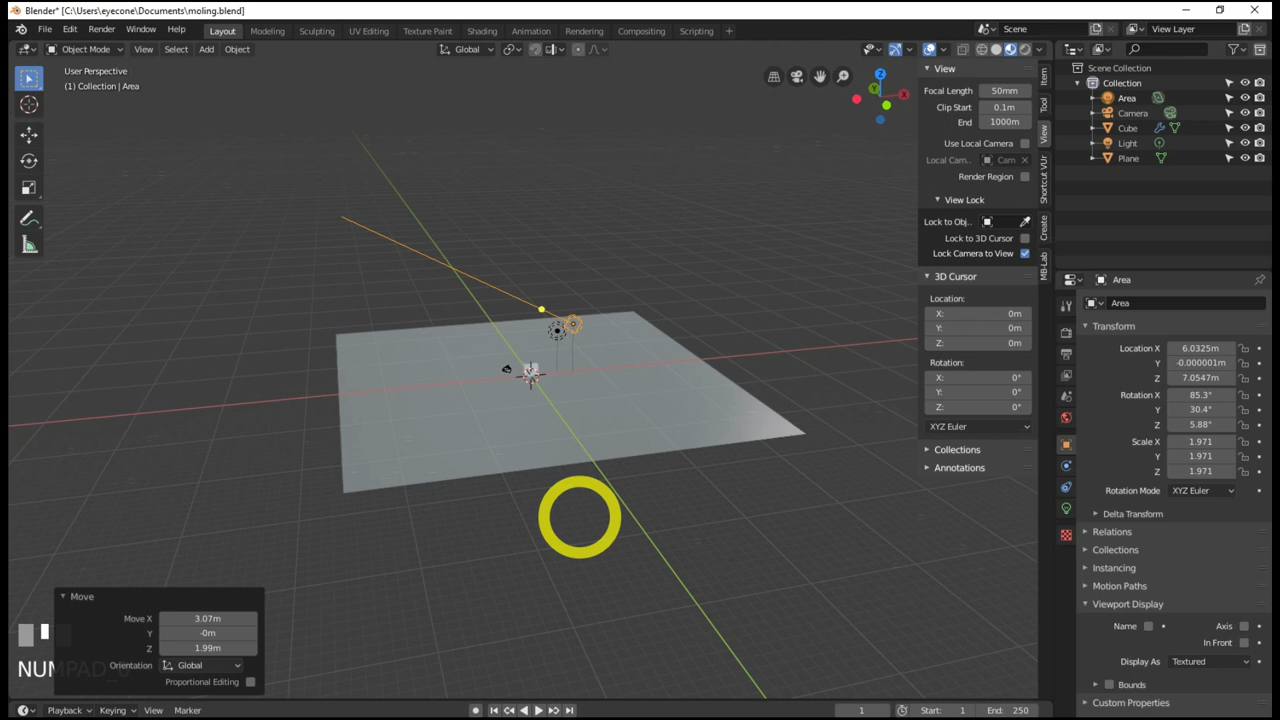 Blender* [C:\Users\eyecone\Documents\moling.blend]
File Edit Render Window Help Layout Modeling Sculpting UV Editing Texture Paint Shading Animation Rendering Compositing Scripting + Scene View Layer
Object Mode View Select Add Object Global
User Perspective
(1) Collection | Area
View
Focal Length 50mm
Clip Start 0.1m
End 1000m
Use Local Camera
Local Cam.. Cam
Render Region
View Lock
Lock to Obj..
Lock to 3D Cursor
Lock Camera to View
3D Cursor
Location:
X: 0m
Y: 0m
Z: 0m
Rotation:
X: 0°
Y: 0°
Z: 0°
XYZ Euler
Collections
Annotations
Item
Tool
View
Shortcut VUr
Create
MB-Lab
Z
Y
X
Scene Collection
Collection
Area
Camera
Cube
Light
Plane
Area
Area
Transform
Location X 6.0325m
Y -0.000001m
Z 7.0547m
Rotation X 85.3°
Y 30.4°
Z 5.88°
Scale X 1.971
Y 1.971
Z 1.971
Rotation Mode XYZ Euler
Delta Transform
Relations
Collections
Instancing
Motion Paths
Viewport Display
Name Axis
In Front
Display As Textured
Bounds
Custom Properties
Move
Move X 3.07m
Y -0m
Z 1.99m
Orientation Global
Proportional Editing
Playback Keying View Marker 1 Start: 1 End: 250